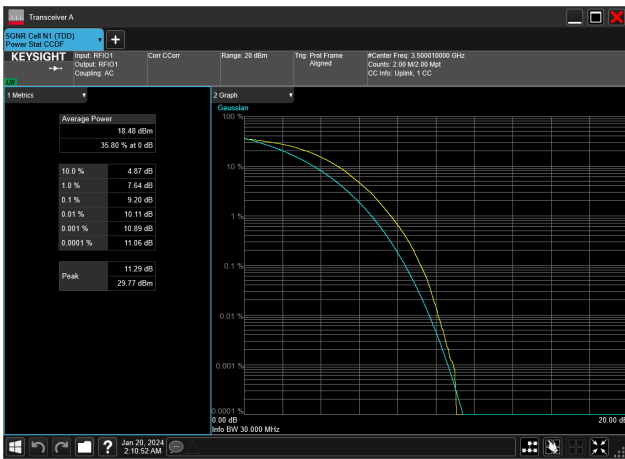 Transceiver A
5GNR Cell N1 (TDD)
Power Stat CCDF
KEYSIGHT
Input: RFIO1
Output: RFIO1
Coupling: AC
Corr CCorr
Range: 20 dBm
Trig: Prot Frame
Aligned
#Center Freq: 3.500010000 GHz
Counts: 2.00 M/2.00 Mpt
CC Info: Uplink, 1 CC
1 Metrics
Average Power
18.48 dBm
35.80 % at 0 dB
10.0 % 4.87 dB
1.0 % 7.64 dB
0.1 % 9.20 dB
0.01 % 10.11 dB
0.001 % 10.89 dB
0.0001 % 11.06 dB
Peak
11.29 dB
29.77 dBm
2 Graph
Gaussian
100 %
10 %
1 %
0.1 %
0.01 %
0.001 %
0.0001 %
0.00 dB
20.00 dB
Info BW 30.000 MHz
Jan 20, 2024
2:10:52 AM